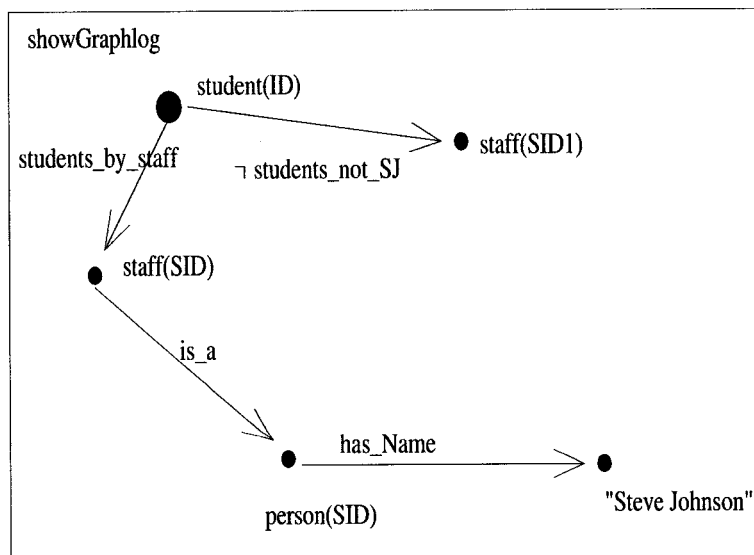 showGraphlog
student(ID)
students_by_staff
staff(SID1)
¬ students_not_SJ
staff(SID)
is_a
has_Name
person(SID)
"Steve Johnson"